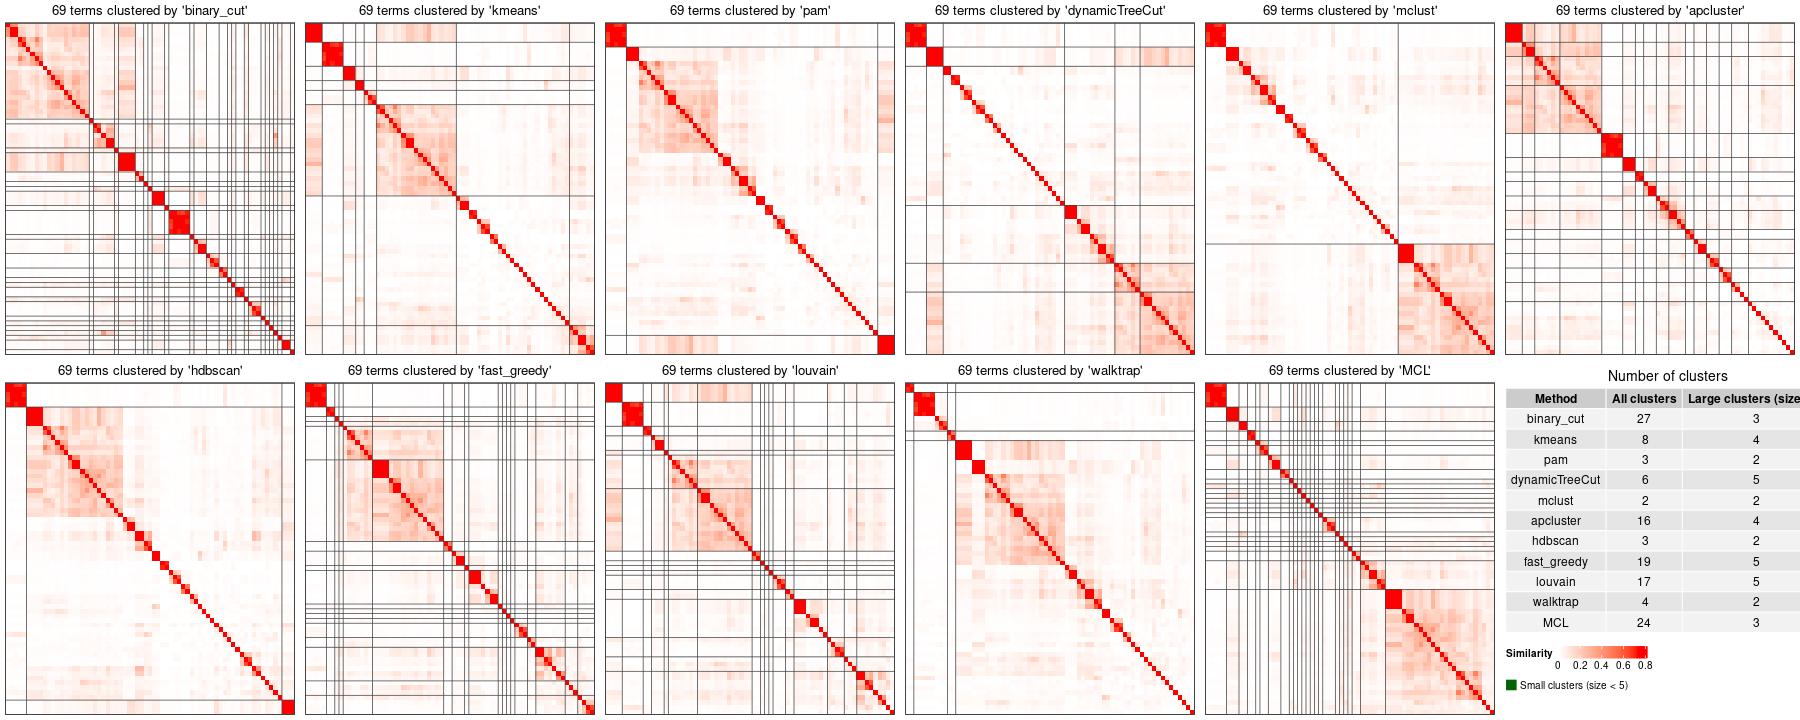 69 terms clustered by 'binary_cut'
69 terms clustered by 'kmeans'
69 terms clustered by 'pam'
69 terms clustered by 'dynamicTreeCut'
69 terms clustered by 'mclust'
69 terms clustered by 'apcluster'
69 terms clustered by 'hdbscan'
69 terms clustered by 'fast_greedy'
69 terms clustered by 'louvain'
69 terms clustered by 'walktrap'
69 terms clustered by 'MCL'
Number of clusters
Method All clusters Large clusters (size
binary_cut 27 3
kmeans 8 4
pam 3 2
dynamicTreeCut 6 5
mclust 2 2
apcluster 16 4
hdbscan 3 2
fast_greedy 19 5
louvain 17 5
walktrap 4 2
MCL 24 3
Similarity
0 0.2 0.4 0.6 0.8
Small clusters (size < 5)